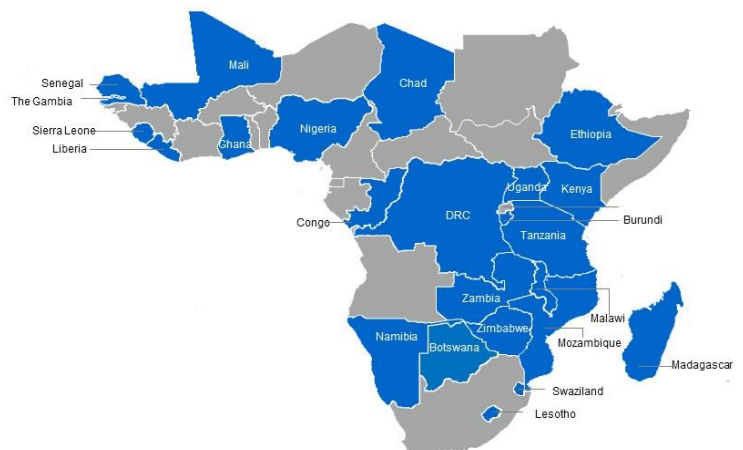 Mali
Senegal
Chad
The Gambia
Nigeria
Sierra Leone
Ethiopia
Ghana
Liberia
Uganda
Kenya
DRC
Congo
Burundi
Tanzania
Zambia
Malawi
Namibia
Zimbabwe
Mozambique
Botswana
Madagascar
Swaziland
Lesotho